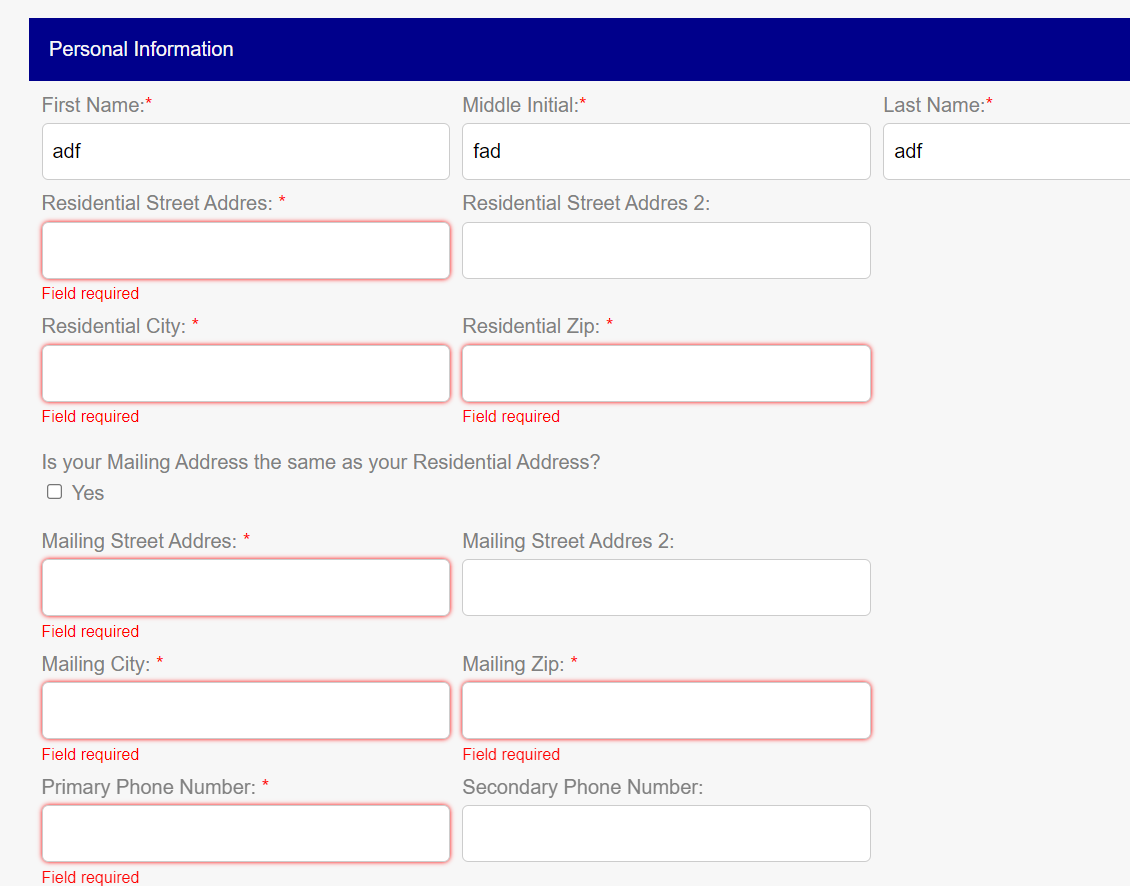 Personal Information
First Name:* Middle Initial:* Last Name:*
adf fad adf
Residential Street Addres: * Residential Street Addres 2:
Field required
Residential City: * Residential Zip: *
Field required Field required
Is your Mailing Address the same as your Residential Address?
Yes
Mailing Street Addres: * Mailing Street Addres 2:
Field required
Mailing City: * Mailing Zip: *
Field required Field required
Primary Phone Number: * Secondary Phone Number:
Field required